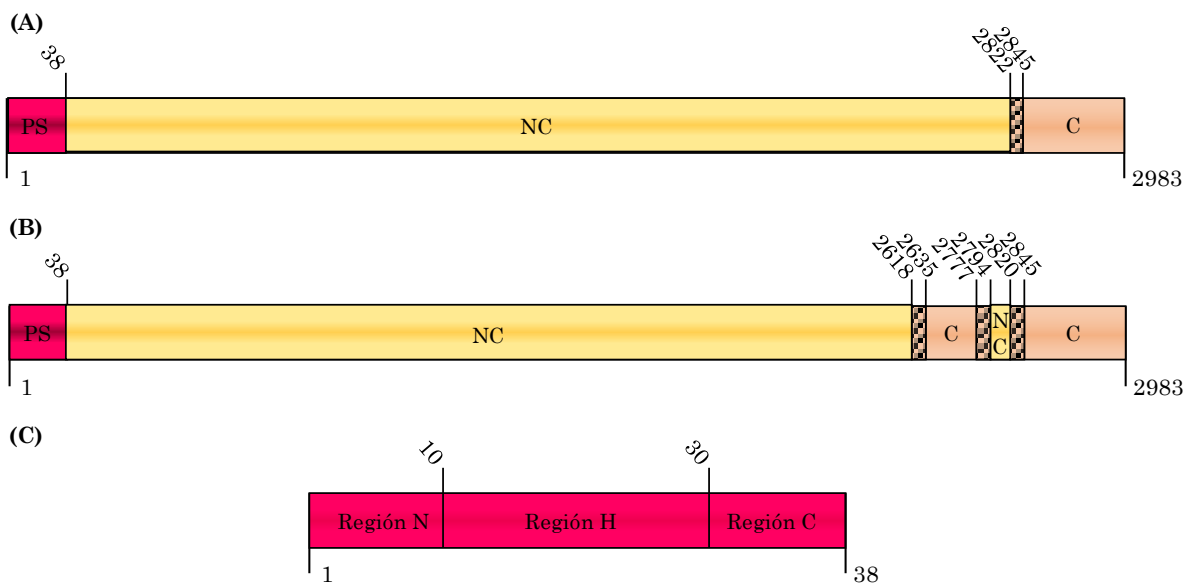 (A)
38
2822
2845
PS
NC
C
1
2983
(B)
38
2618
2635
2777
2794
2820
2845
PS
NC
C
N
C
C
1
2983
(C)
10
30
Región N
Región H
Región C
1
38